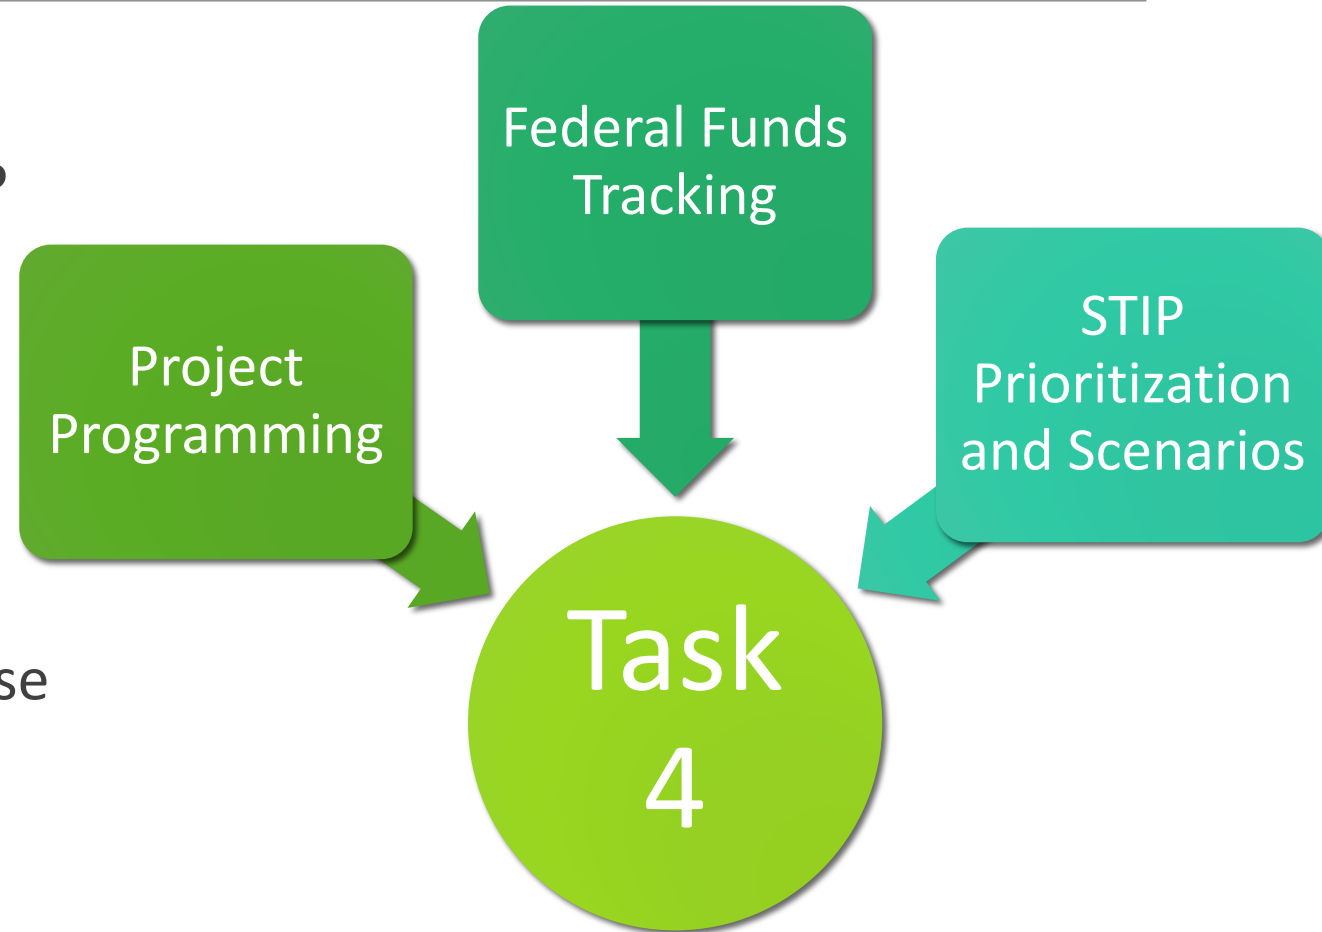 Federal Funds
Tracking
Project
Programming
STIP
Prioritization
and Scenarios
se
Task
4